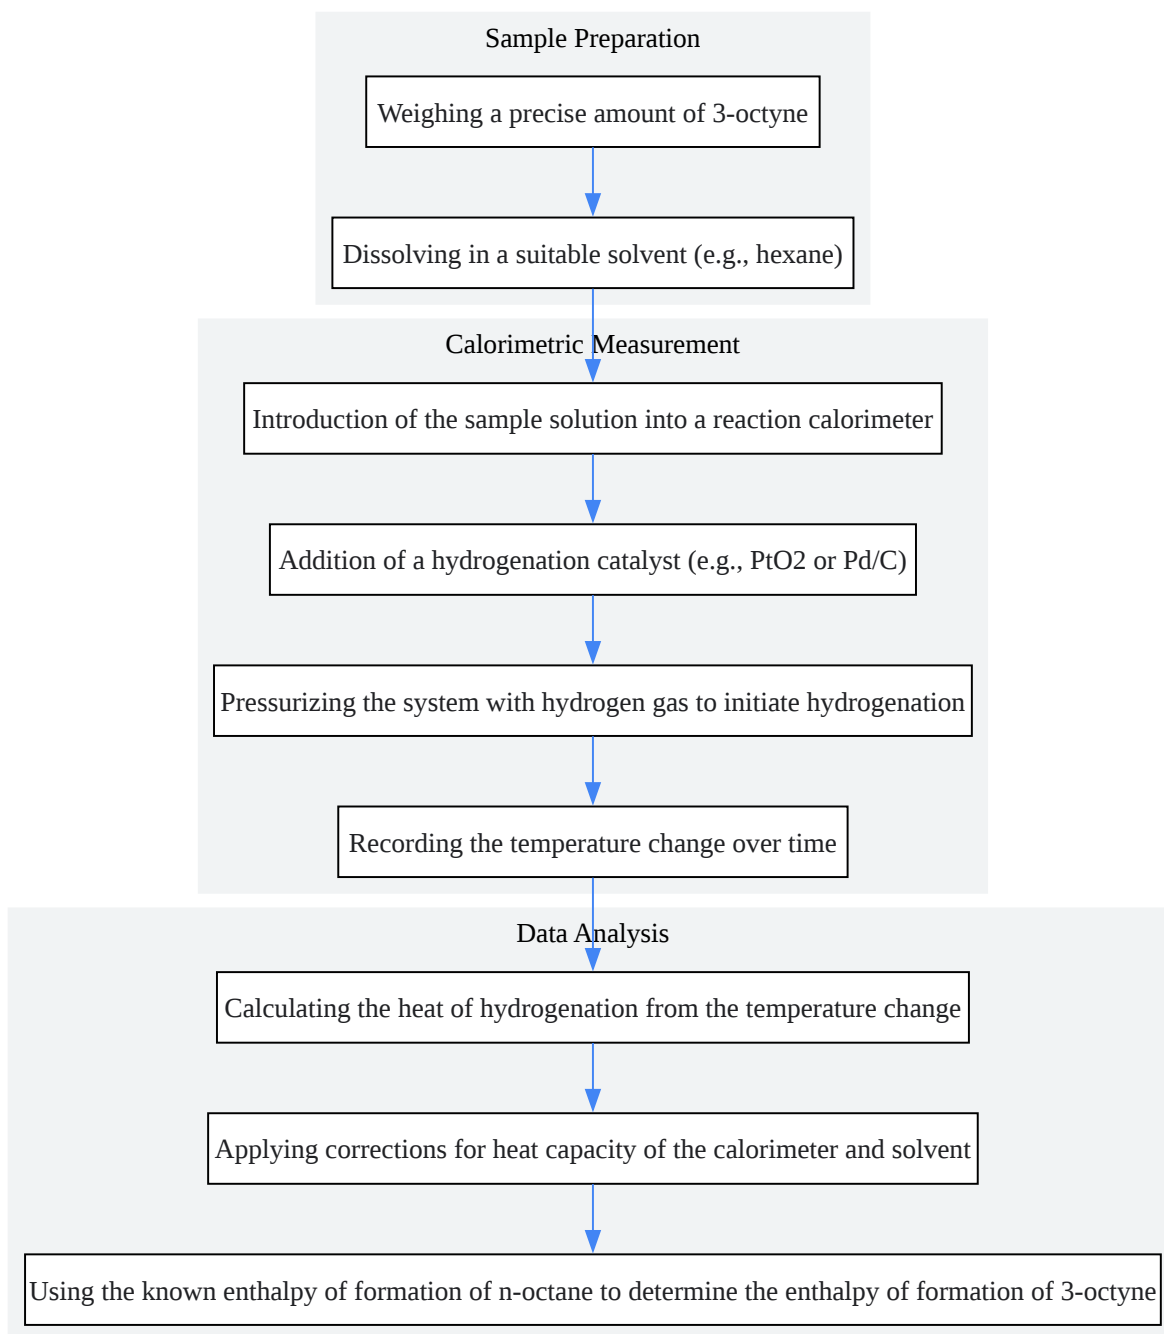 Sample Preparation
Weighing a precise amount of 3-octyne
Dissolving in a suitable solvent (e.g., hexane)
Calorimetric Measurement
Introduction of the sample solution into a reaction calorimeter
Addition of a hydrogenation catalyst (e.g., PtO2 or Pd/C)
Pressurizing the system with hydrogen gas to initiate hydrogenation
Recording the temperature change over time
Data Analysis
Calculating the heat of hydrogenation from the temperature change
Applying corrections for heat capacity of the calorimeter and solvent
Using the known enthalpy of formation of n-octane to determine the enthalpy of formation of 3-octyne